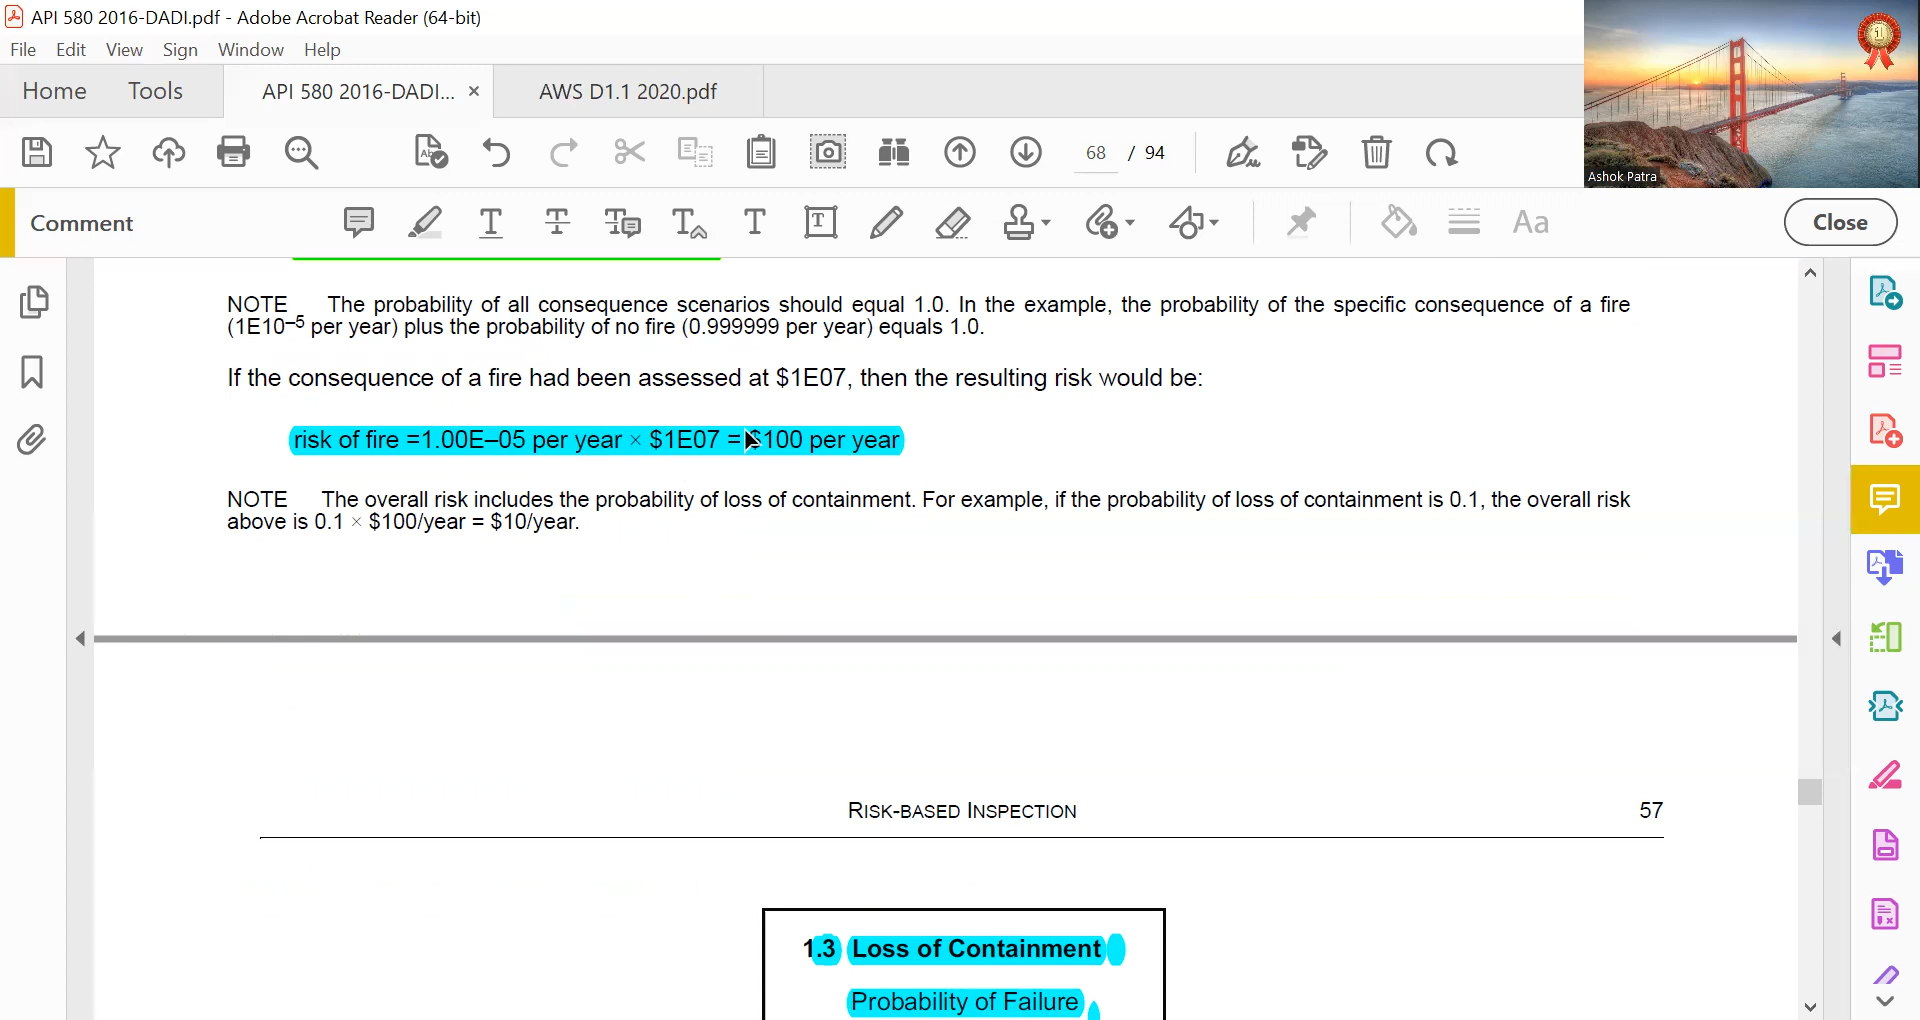 API 580 2016-DADI.pdf - Adobe Acrobat Reader (64-bit)
File Edit View Sign Window Help
Home Tools API 580 2016-DADI... × AWS D1.1 2020.pdf
68 / 94
Ashok Patra
1
Comment
Aa
Close
NOTE The probability of all consequence scenarios should equal 1.0. In the example, the probability of the specific consequence of a fire
(1E10–5 per year) plus the probability of no fire (0.999999 per year) equals 1.0.
If the consequence of a fire had been assessed at $1E07, then the resulting risk would be:
risk of fire =1.00E–05 per year × $1E07 = $100 per year
NOTE The overall risk includes the probability of loss of containment. For example, if the probability of loss of containment is 0.1, the overall risk
above is 0.1 × $100/year = $10/year.
RISK-BASED INSPECTION 57
1.3 Loss of Containment
Probability of Failure